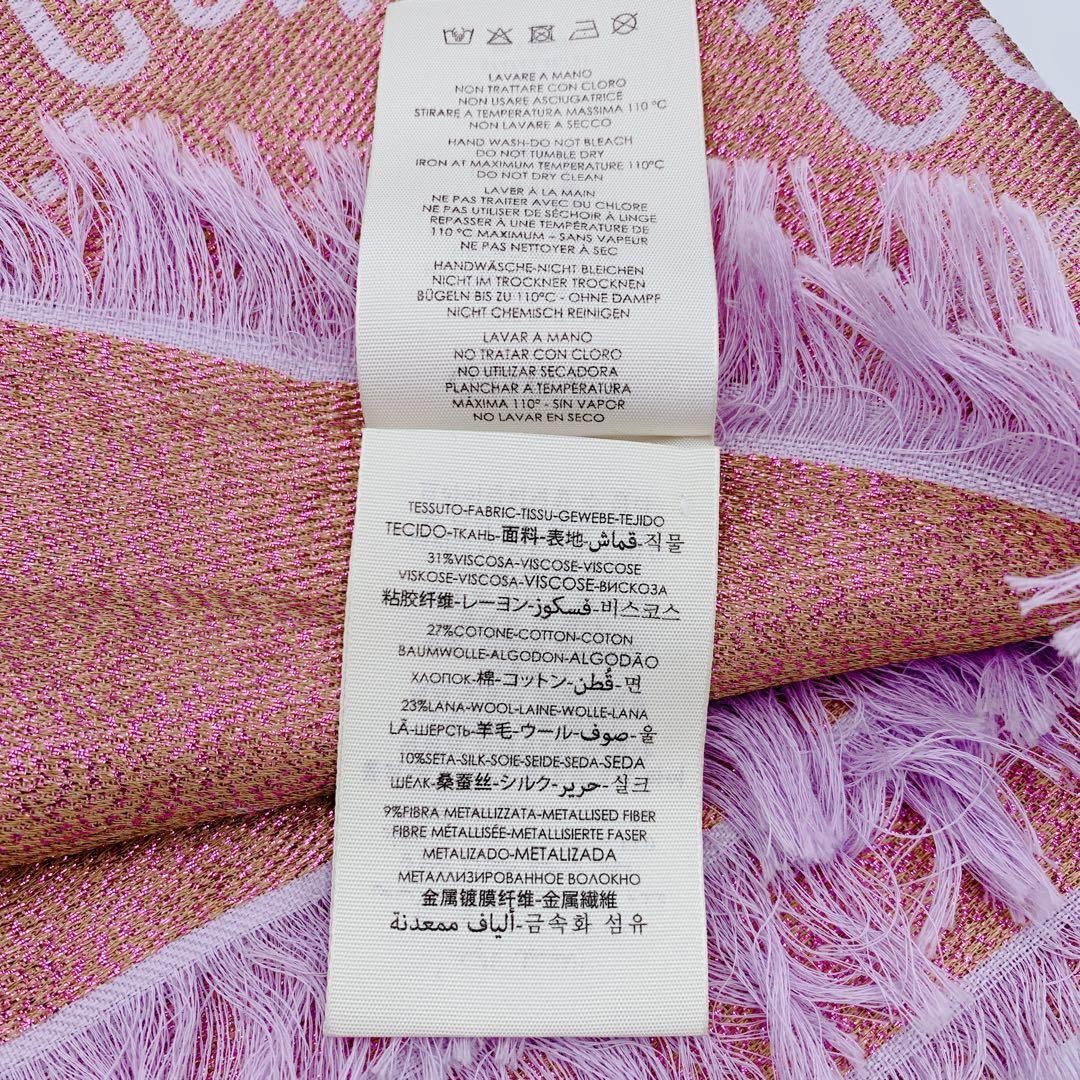 LAVARE A MANO
NON TRATTARE CON CLORO
NON USARE ASCIUGATRICE
STIRARE A TEMPERATURA MASSIMA 110 °C
NON LAVARE A SECCO
HAND WASH-DO NOT BLEACH
DO NOT TUMBLE DRY
IRON AT MAXIMUM TEMPERATURE 110°C
DO NOT DRY CLEAN
LAVER À LA MAIN
NE PAS TRAITER AVEC DU CHLORE
NE PAS UTILISER DE SÉCHOIR À LINGE
REPASSER À UNE TEMPÉRATURE DE
110 °C MAXIMUM – SANS VAPEUR
NE PAS NETTOYER À SEC
HANDWÄSCHE-NICHT BLEICHEN
NICHT IM TROCKNER TROCKNEN
BÜGELN BIS ZU 110°C - OHNE DAMPF
NICHT CHEMISCH REINIGEN
LAVAR A MANO
NO TRATAR CON CLORO
NO UTILIZAR SECADORA
PLANCHAR A TEMPERATURA
MÁXIMA 110° - SIN VAPOR
NO LAVAR EN SECO
TESSUTO-FABRIC-TISSU-GEWEBE-TEJIDO
TECIDO-ТКАНЬ-面料-表地-قماش-직물
31%VISCOSA-VISCOSE-VISCOSE
VISKOSE-VISCOSA-VISCOSE-ВИСКОЗА
粘胶纤维-レーヨン-فسكوز-비스코스
27%COTONE-COTTON-COTON
BAUMWOLLE-ALGODON-ALGODÃO
ХЛОПОК-棉-コットン-قُطن-면
23%LANA-WOOL-LAINE-WOLLE-LANA
LÃ-ШЕРСТЬ-羊毛-ウール-صوف-울
10%SETA-SILK-SOIE-SEIDE-SEDA-SEDA
ШЁЛК-桑蚕丝-シルク-حرير-실크
9%FIBRA METALLIZZATA-METALLISED FIBER
FIBRE MÉTALLISÉE-METALLISIERTE FASER
METALIZADO-METALIZADA
МЕТАЛЛИЗИРОВАННОЕ ВОЛОКНО
金属镀膜纤维-金属繊維
ألياف ممعدنة-금속화 섬유